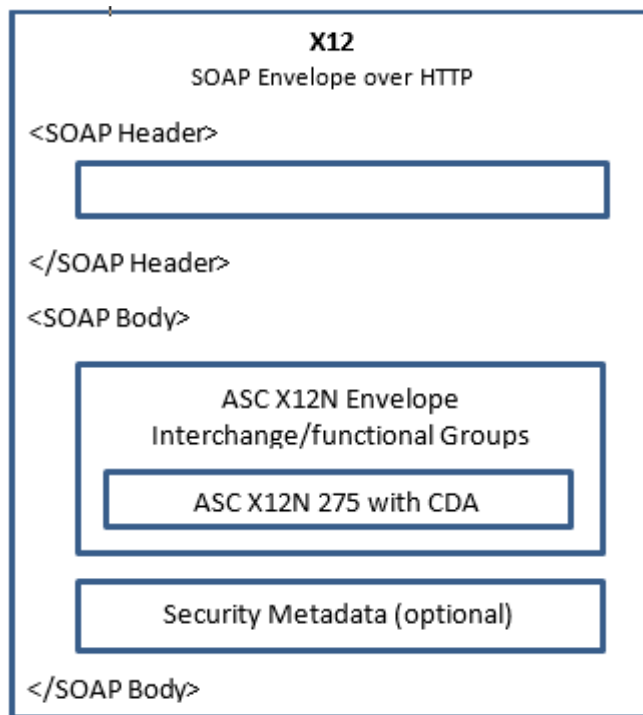 X12
SOAP Envelope over HTTP
<SOAP Header>
</SOAP Header>
<SOAP Body>
ASC X12N Envelope
Interchange/functional Groups
ASC X12N 275 with CDA
Security Metadata (optional)
</SOAP Body>